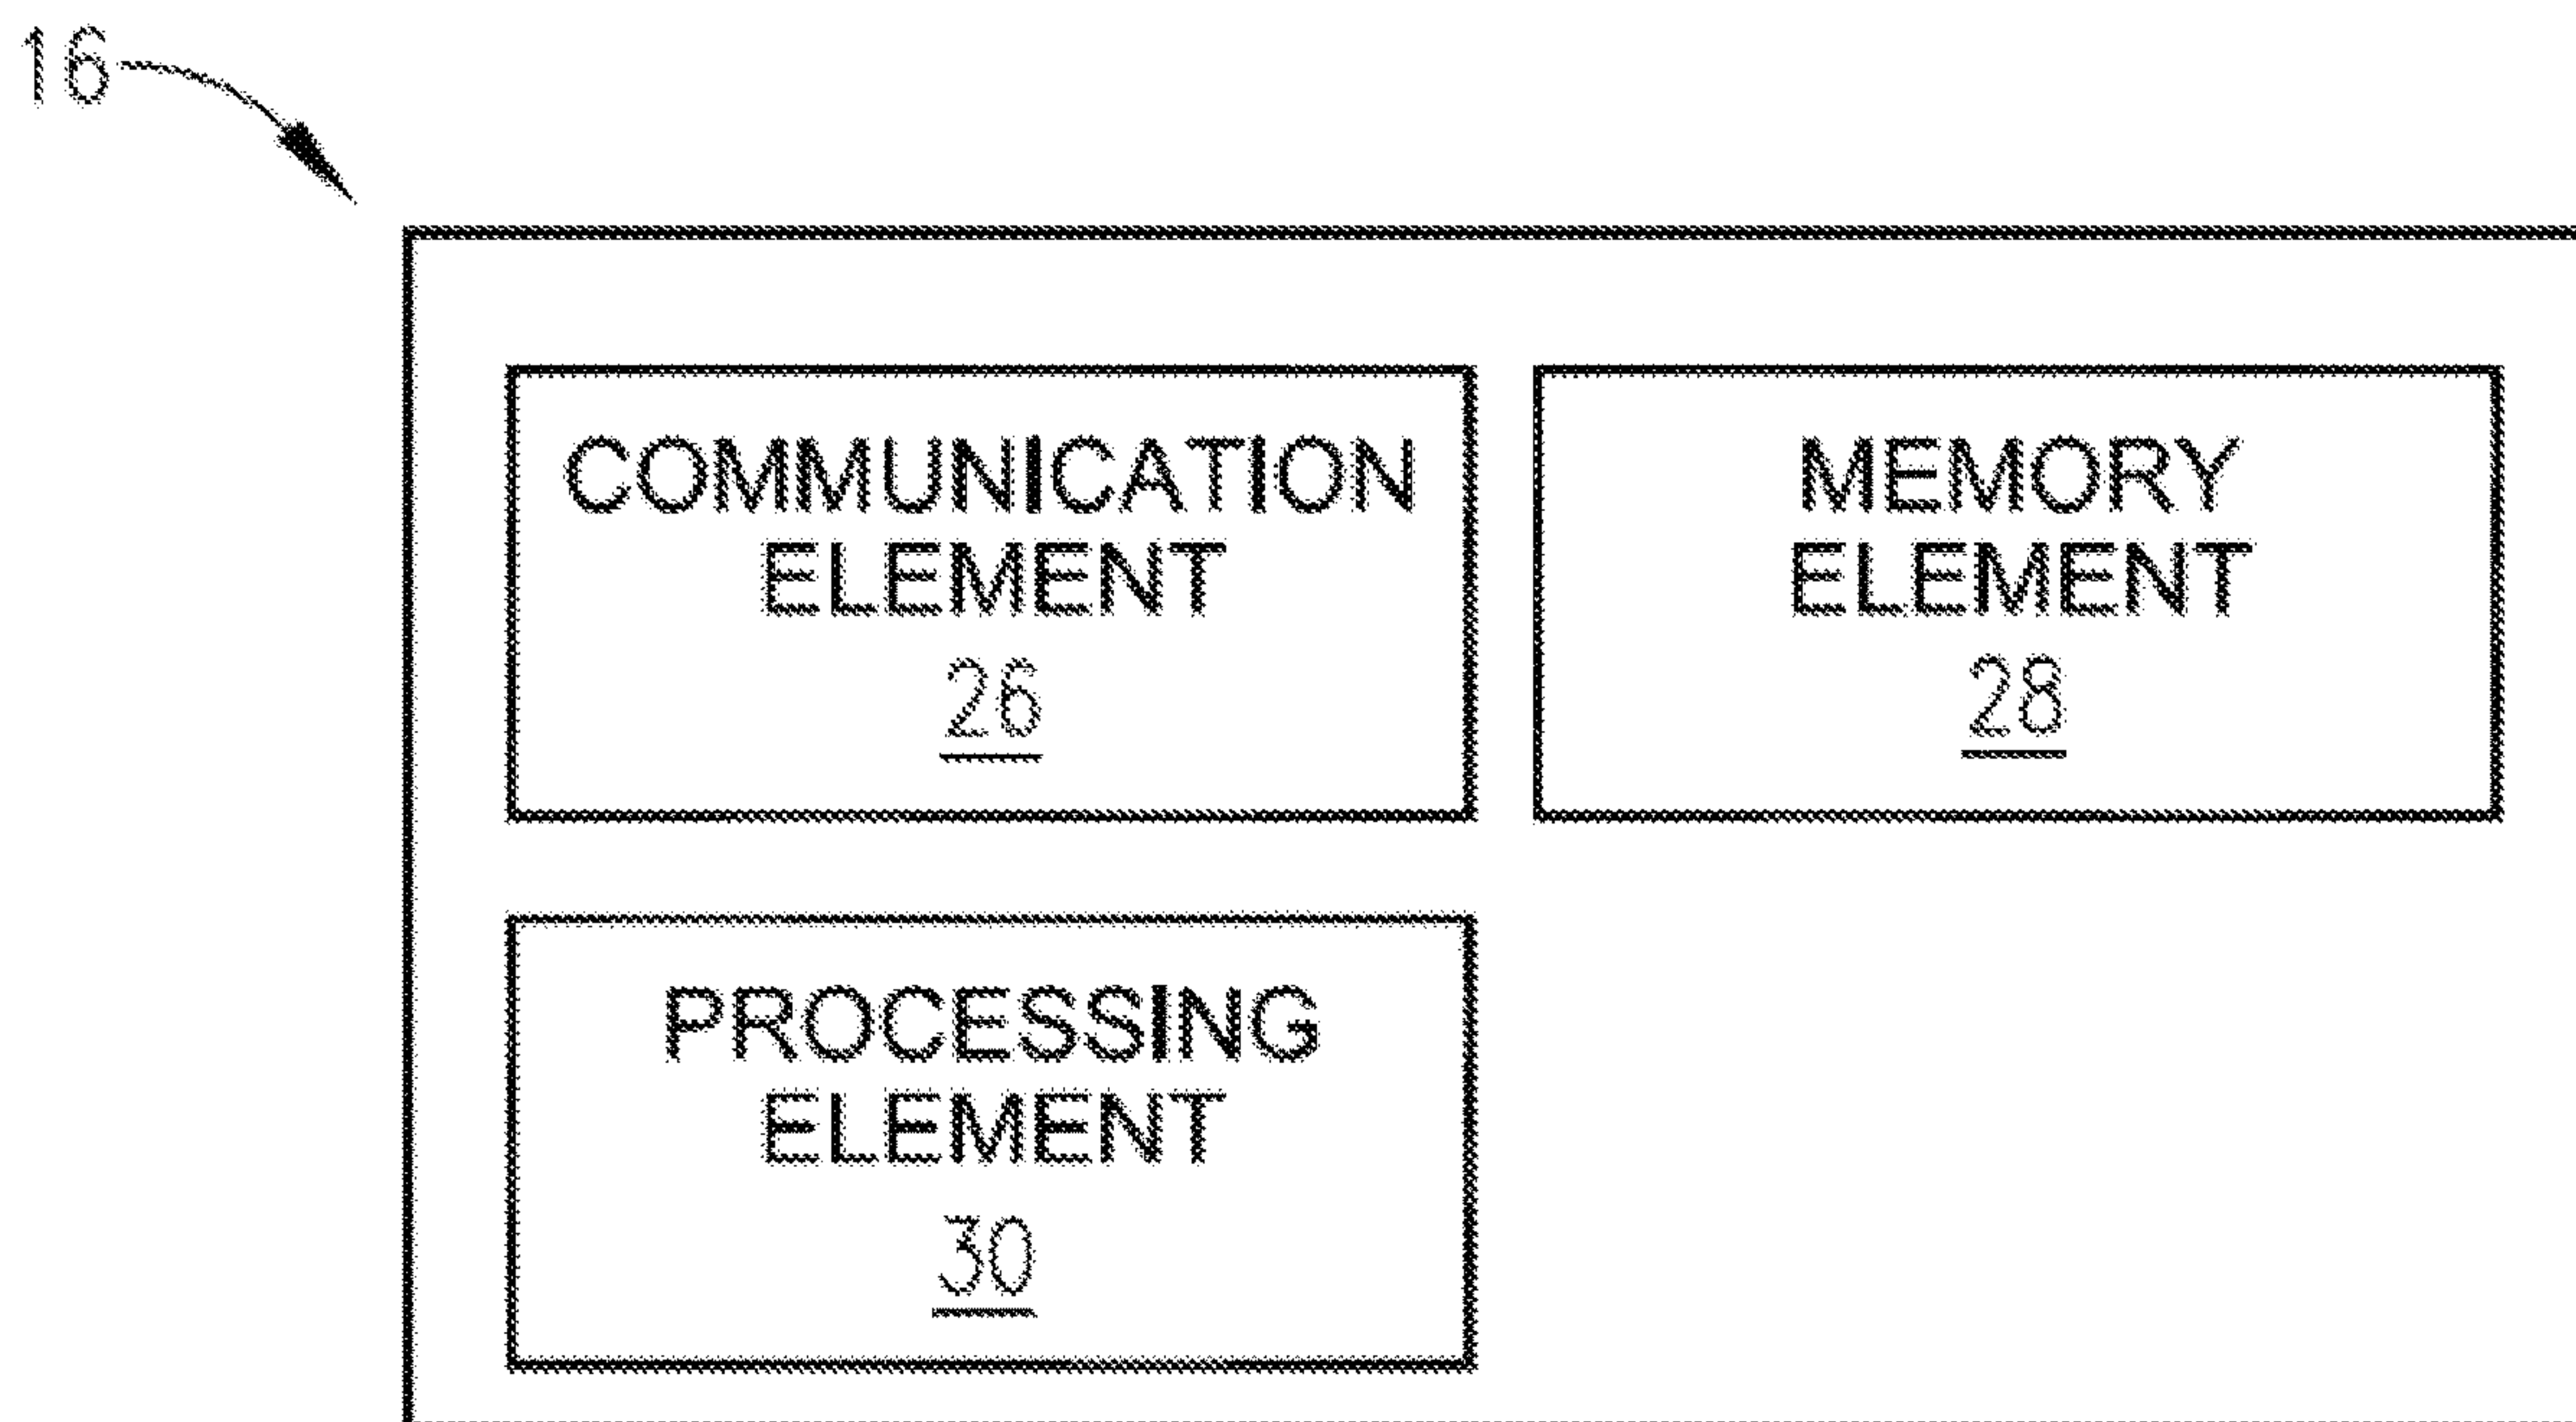 16
COMMUNICATION
ELEMENT
26
MEMORY
ELEMENT
28
PROCESSING
ELEMENT
30